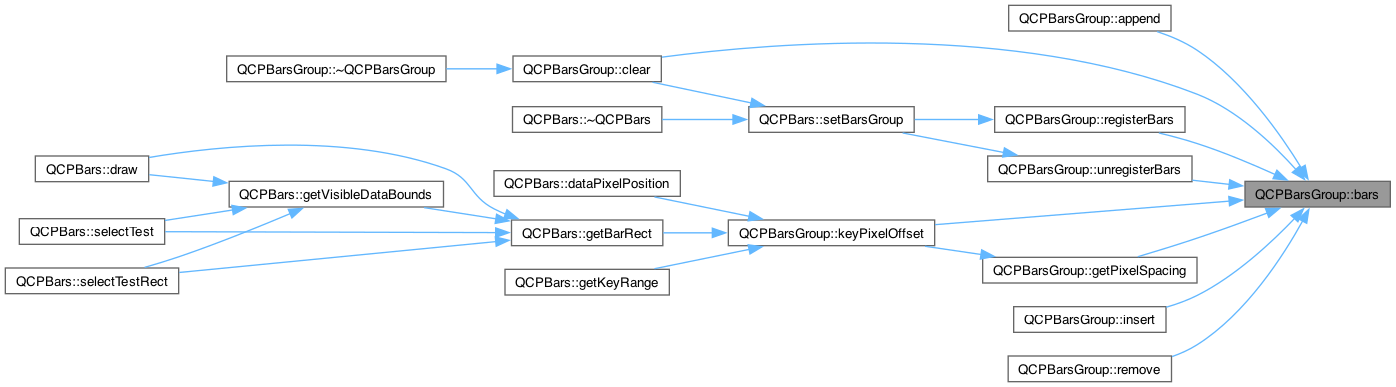 QCPBarsGroup::append
QCPBarsGroup::~QCPBarsGroup
QCPBarsGroup::clear
QCPBars::~QCPBars
QCPBars::setBarsGroup
QCPBarsGroup::registerBars
QCPBars::draw
QCPBars::getVisibleDataBounds
QCPBars::dataPixelPosition
QCPBarsGroup::unregisterBars
QCPBarsGroup::bars
QCPBars::selectTest
QCPBars::getBarRect
QCPBarsGroup::keyPixelOffset
QCPBars::selectTestRect
QCPBars::getKeyRange
QCPBarsGroup::getPixelSpacing
QCPBarsGroup::insert
QCPBarsGroup::remove